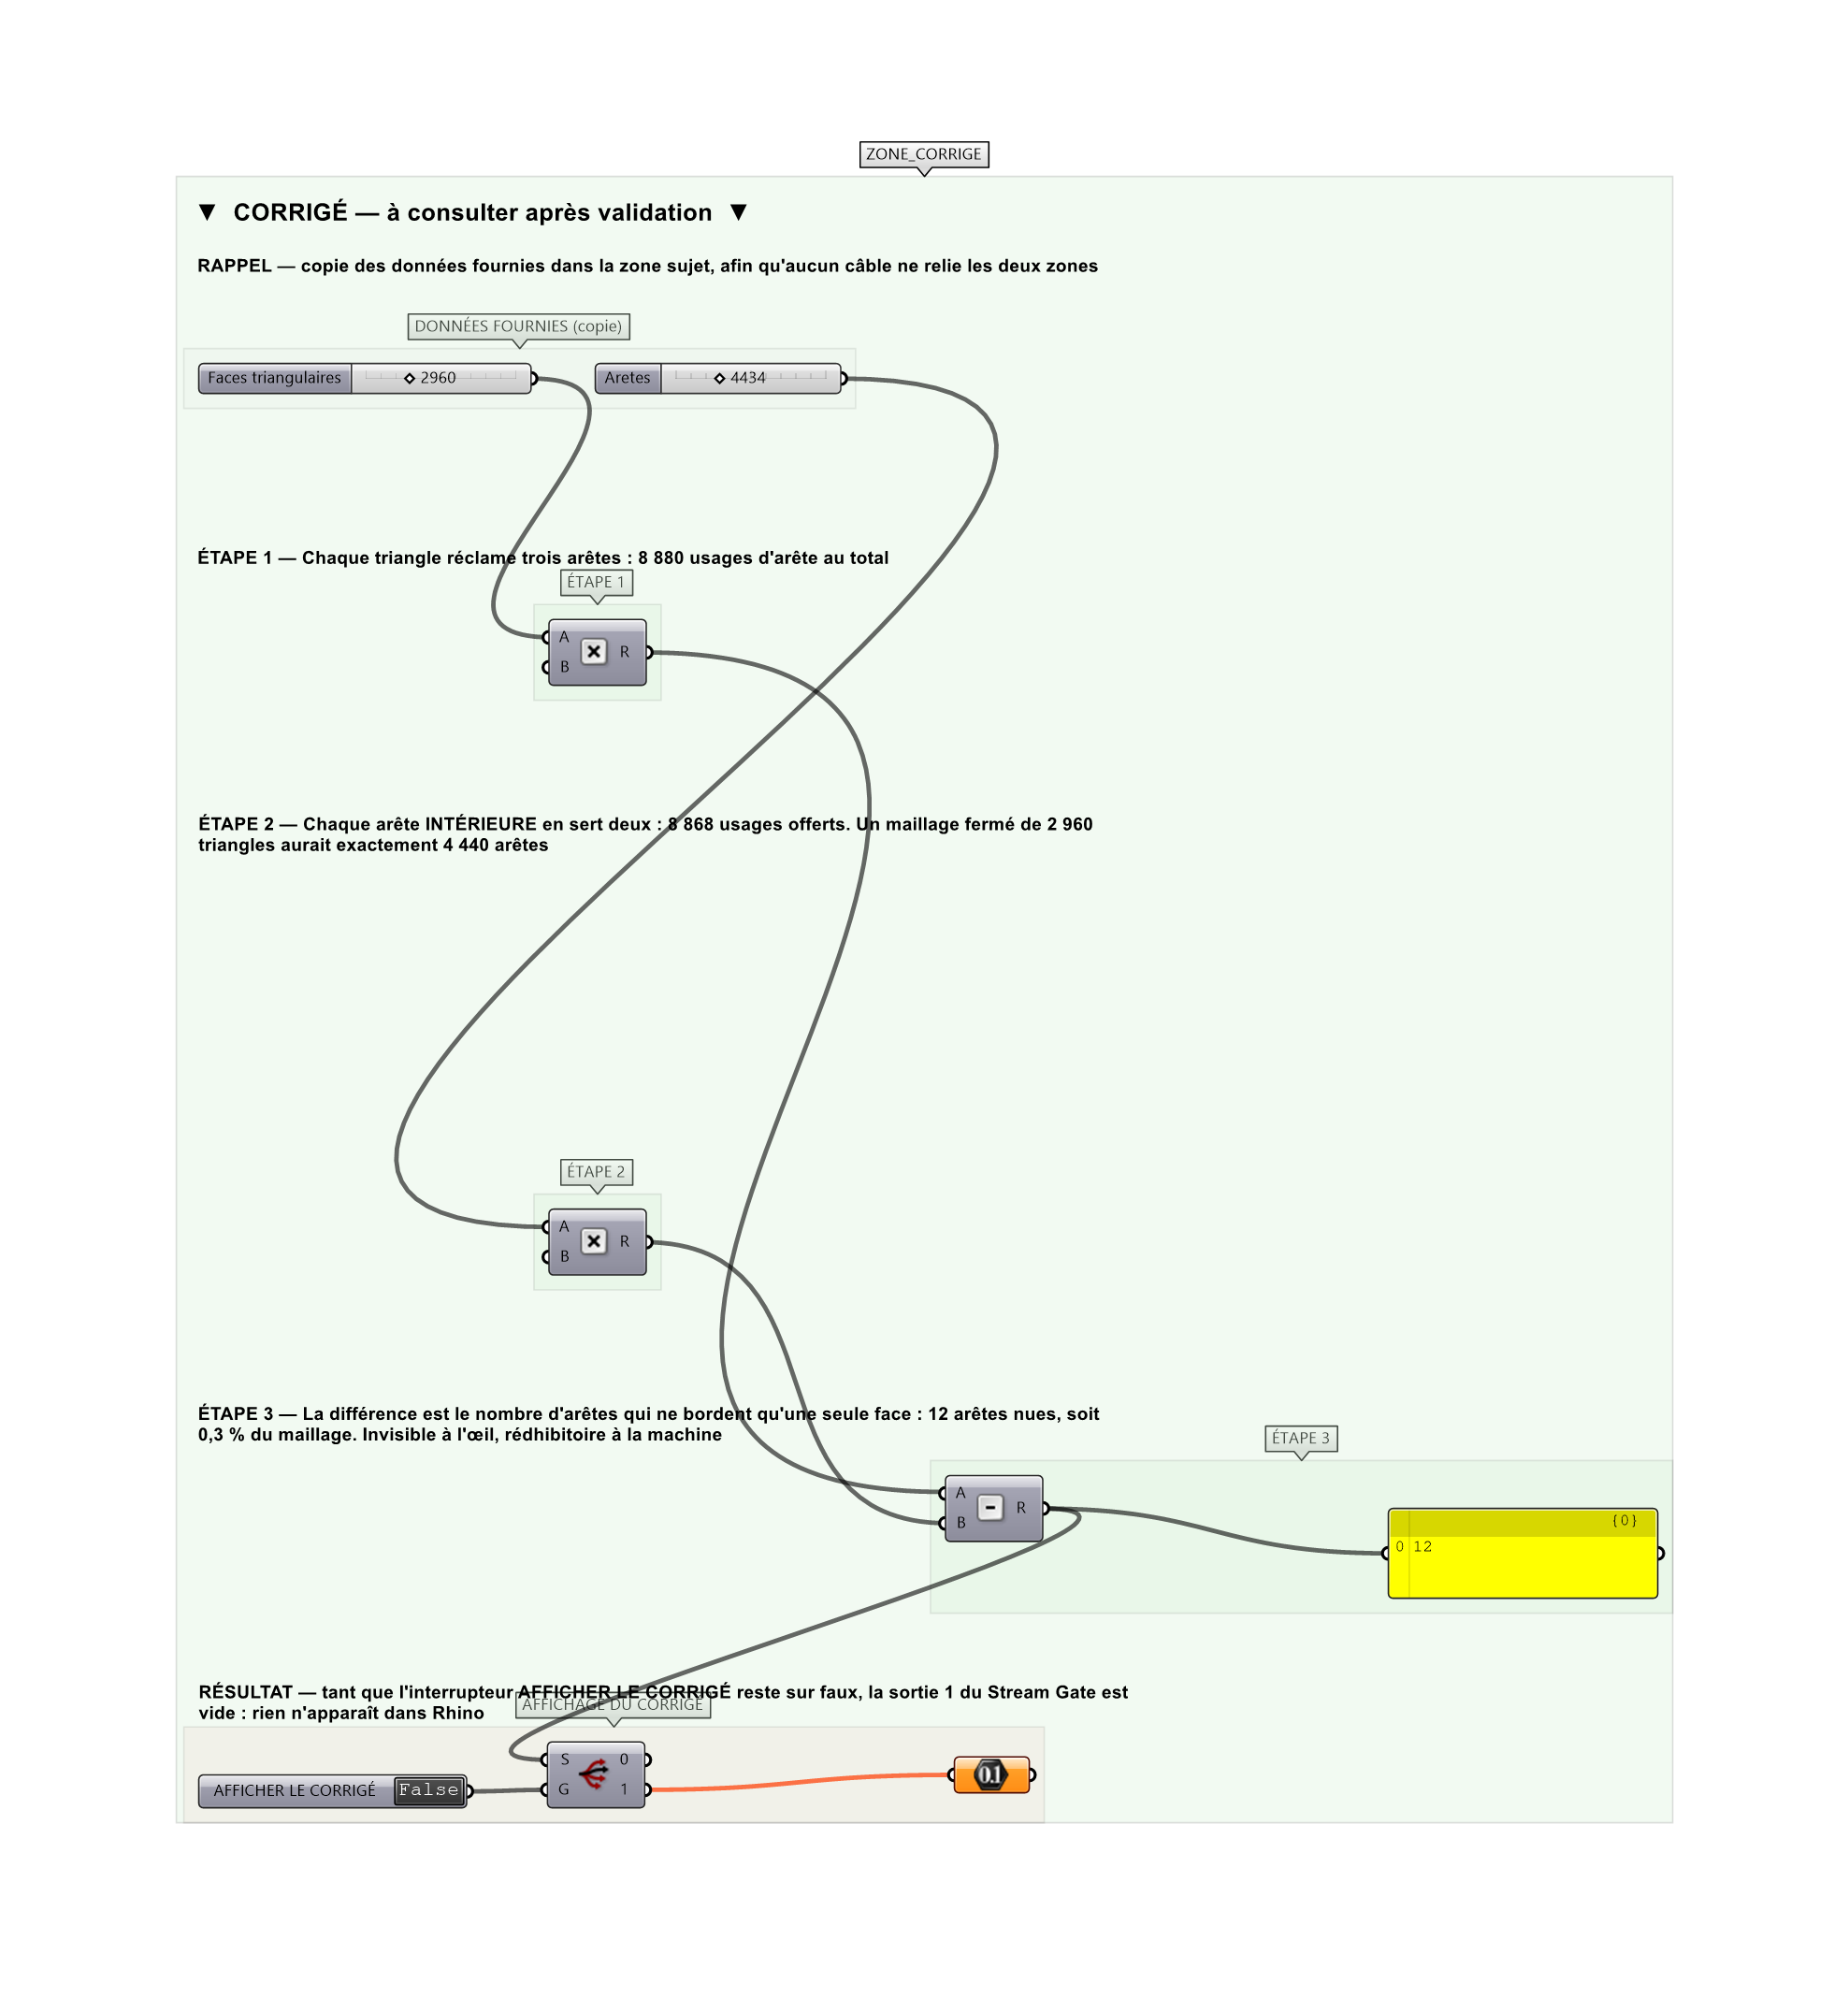 ZONE_CORRIGE
▼ CORRIGÉ — à consulter après validation ▼
RAPPEL — copie des données fournies dans la zone sujet, afin qu'aucun câble ne relie les deux zones
DONNÉES FOURNIES (copie)
Faces triangulaires 2960
Aretes 4434
ÉTAPE 1 — Chaque triangle réclame trois arêtes : 8 880 usages d'arête au total
ÉTAPE 1
A
R
B
ÉTAPE 2 — Chaque arête INTÉRIEURE en sert deux : 8 868 usages offerts. Un maillage fermé de 2 960
triangles aurait exactement 4 440 arêtes
ÉTAPE 2
A
R
B
ÉTAPE 3 — La différence est le nombre d'arêtes qui ne bordent qu'une seule face : 12 arêtes nues, soit
0,3 % du maillage. Invisible à l'œil, rédhibitoire à la machine
ÉTAPE 3
A
R
B
{0}
0 12
RÉSULTAT — tant que l'interrupteur AFFICHER LE CORRIGÉ reste sur faux, la sortie 1 du Stream Gate est
vide : rien n'apparaît dans Rhino
AFFICHAGE DU CORRIGÉ
S 0
G 1
AFFICHER LE CORRIGÉ False
0.1